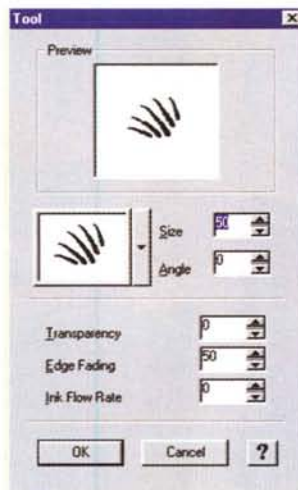 Tool
Preview
Size 50
Angle 0
Transparency 0
Edge Fading 50
Ink Flow Rate 0
OK Cancel ?